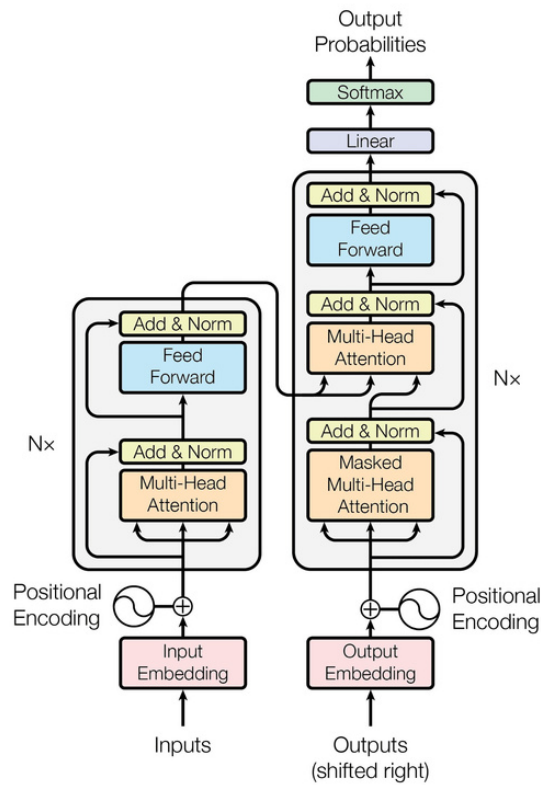 Output
Probabilities
Softmax
Linear
Add & Norm
Feed
Forward
Add & Norm
Multi-Head
Attention
Nx
Add & Norm
Masked
Multi-Head
Attention
Add & Norm
Feed
Forward
Nx
Add & Norm
Multi-Head
Attention
Positional
Encoding
Positional
Encoding
Input
Embedding
Output
Embedding
Inputs
Outputs
(shifted right)